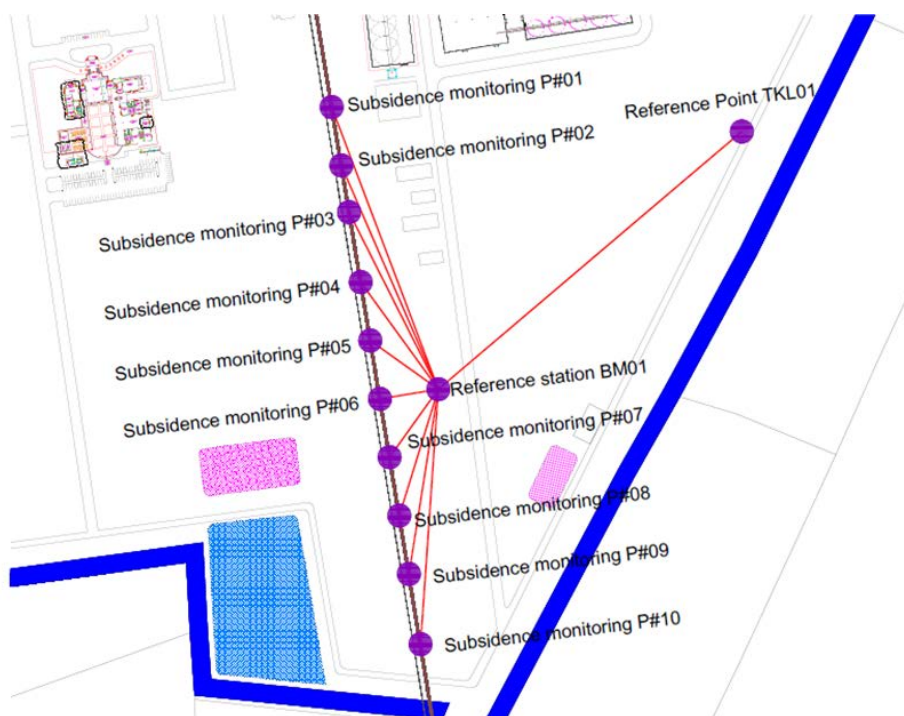 Subsidence monitoring P#01
Reference Point TKL01
Subsidence monitoring P#02
Subsidence monitoring P#03
Subsidence monitoring P#04
Subsidence monitoring P#05
Reference station BM01
Subsidence monitoring P#06
Subsidence monitoring P#07
Subsidence monitoring P#08
Subsidence monitoring P#09
Subsidence monitoring P#10